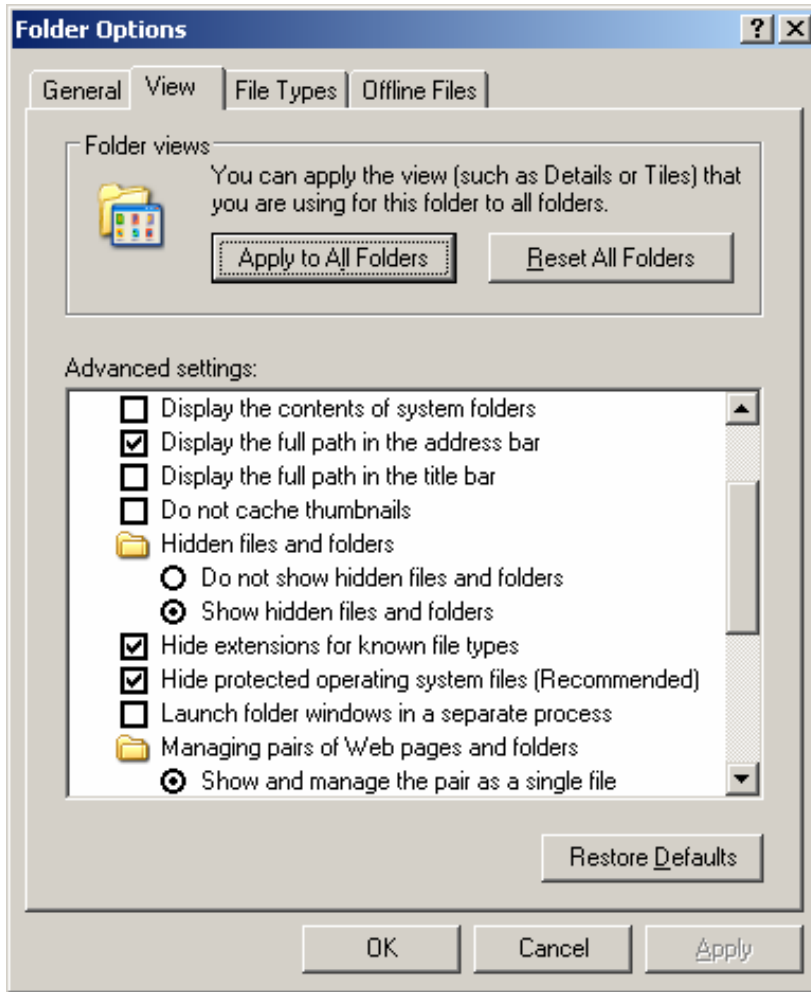 Folder Options
?
General
View
File Types
Offline Files
Folder views
You can apply the view (such as Details or Tiles) that
you are using for this folder to all folders.
Apply to All Folders
Reset All Folders
Advanced settings:
Display the contents of system folders
Display the full path in the address bar
Display the full path in the title bar
Do not cache thumbnails
Hidden files and folders
Do not show hidden files and folders
Show hidden files and folders
Hide extensions for known file types
Hide protected operating system files (Recommended)
Launch folder windows in a separate process
Managing pairs of Web pages and folders
Show and manage the pair as a single file
Restore Defaults
OK
Cancel
Apply